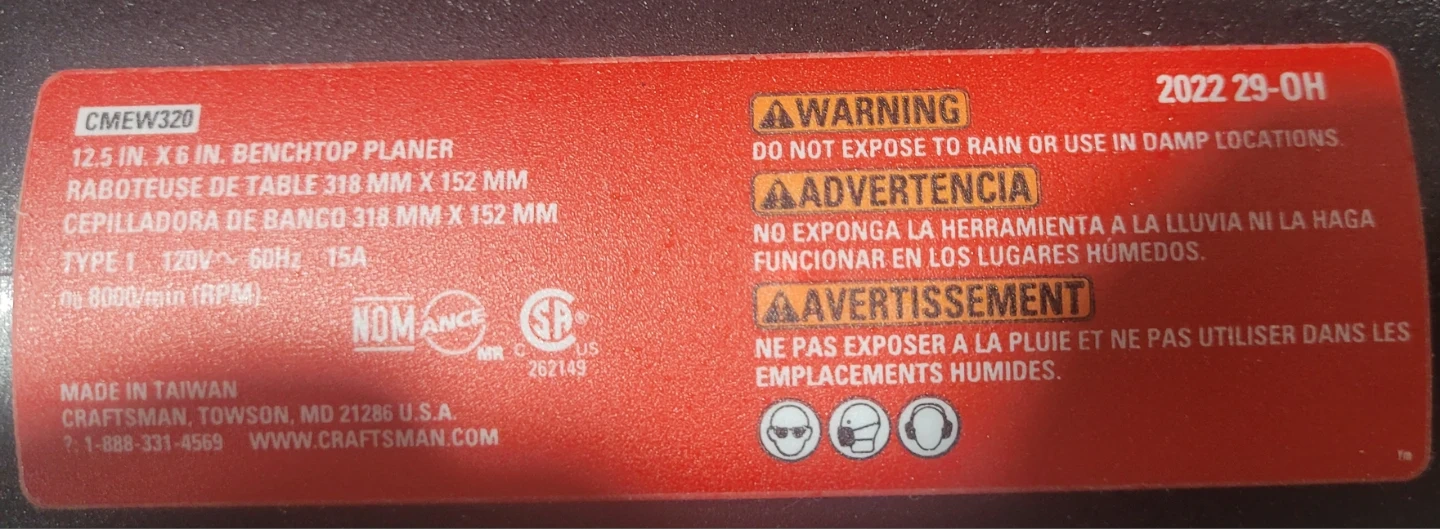 CMEW320
12.5 IN. X 6 IN. BENCHTOP PLANER
RABOTEUSE DE TABLE 318 MM X 152 MM
CEPILLADORA DE BANCO 318 MM X 152 MM
TYPE 1 120V~ 60Hz 15A
n₀ 8000/min (RPM)
NOM ANCE MR
C SA® US
262149
MADE IN TAIWAN
CRAFTSMAN, TOWSON, MD 21286 U.S.A.
?: 1-888-331-4569 WWW.CRAFTSMAN.COM
2022 29-OH
⚠WARNING
DO NOT EXPOSE TO RAIN OR USE IN DAMP LOCATIONS.
⚠ADVERTENCIA
NO EXPONGA LA HERRAMIENTA A LA LLUVIA NI LA HAGA
FUNCIONAR EN LOS LUGARES HÚMEDOS.
⚠AVERTISSEMENT
NE PAS EXPOSER A LA PLUIE ET NE PAS UTILISER DANS LES
EMPLACEMENTS HUMIDES.